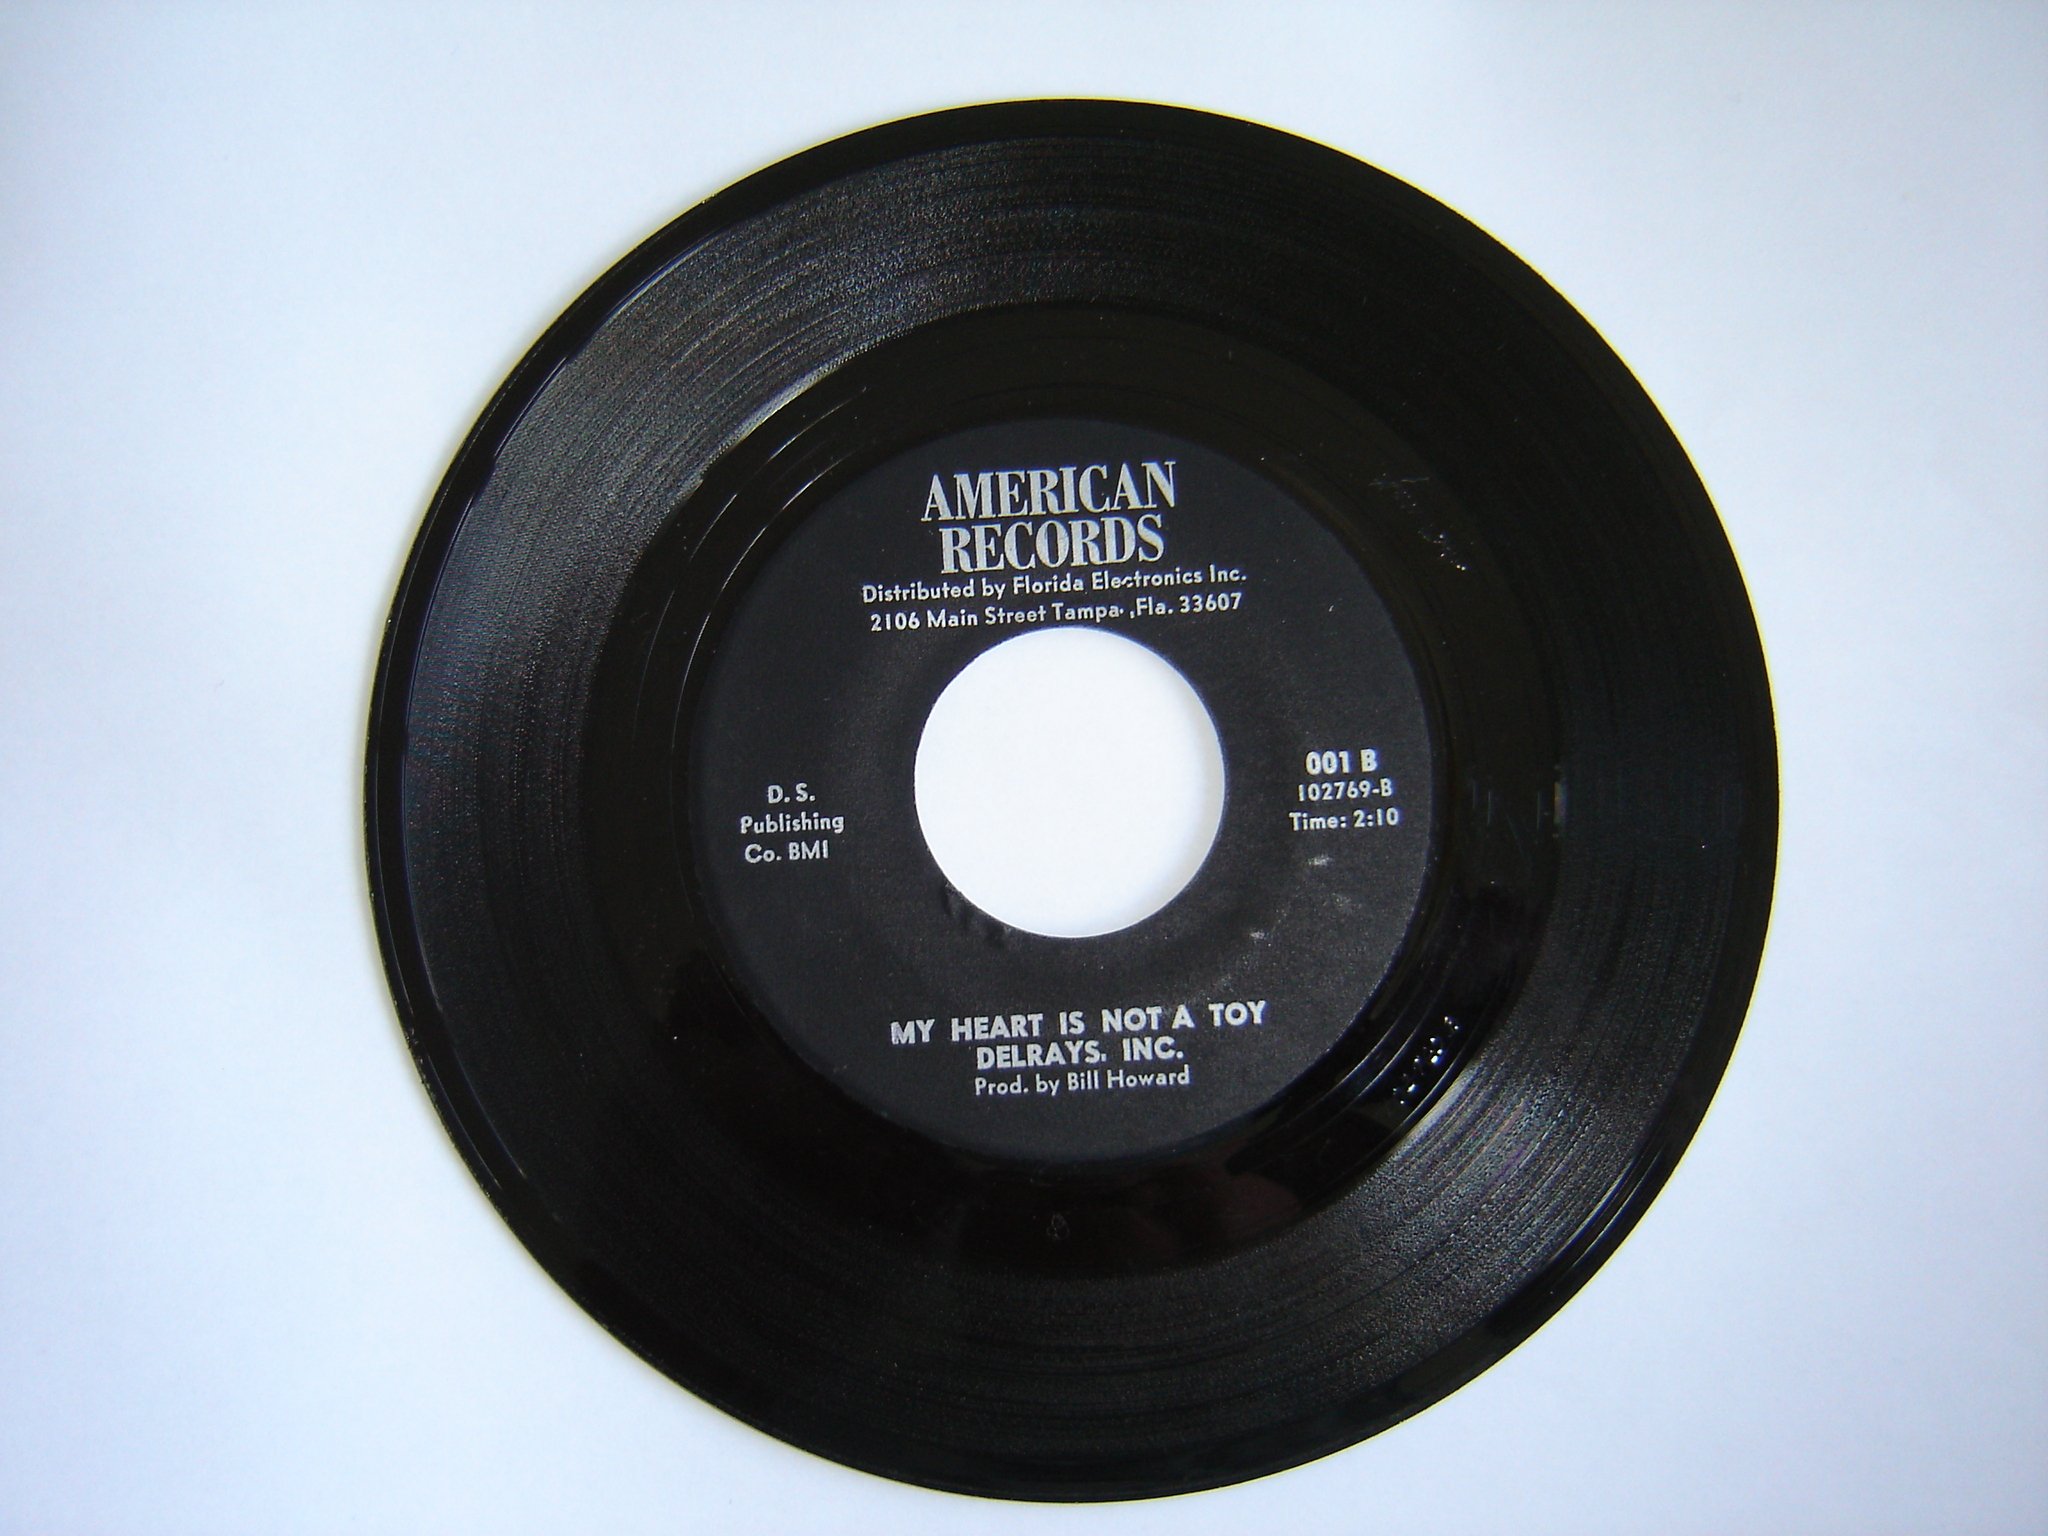 AMERICAN
RECORDS
Distributed by Florida Electronics Inc.
2106 Main Street Tampa. ,Fla. 33607
D. S.
Publishing
Co. BMI
001 B
102769-B
Time: 2:10
MY HEART IS NOT A TOY
DELRAYS. INC.
Prod. by Bill Howard